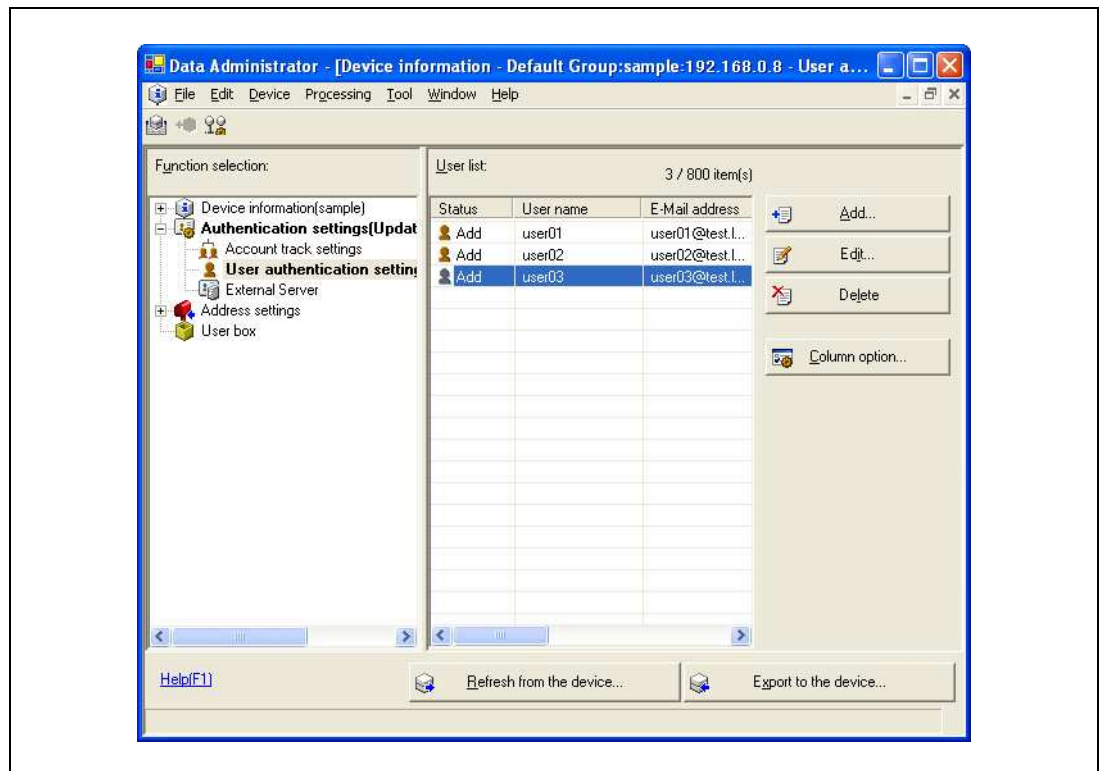 Data Administrator - [Device information - Default Group:sample:192.168.0.8 - User a...
File Edit Device Processing Tool Window Help
Function selection:
Device information(sample)
Authentication settings(Updat
Account track settings
User authentication setting
External Server
Address settings
User box
User list:
3 / 800 item(s)
Status User name E-Mail address
Add user01 user01@test.l...
Add user02 user02@test.l...
Add user03 user03@test.l...
Add...
Edit...
Delete
Column option...
Help(F1)
Refresh from the device...
Export to the device...